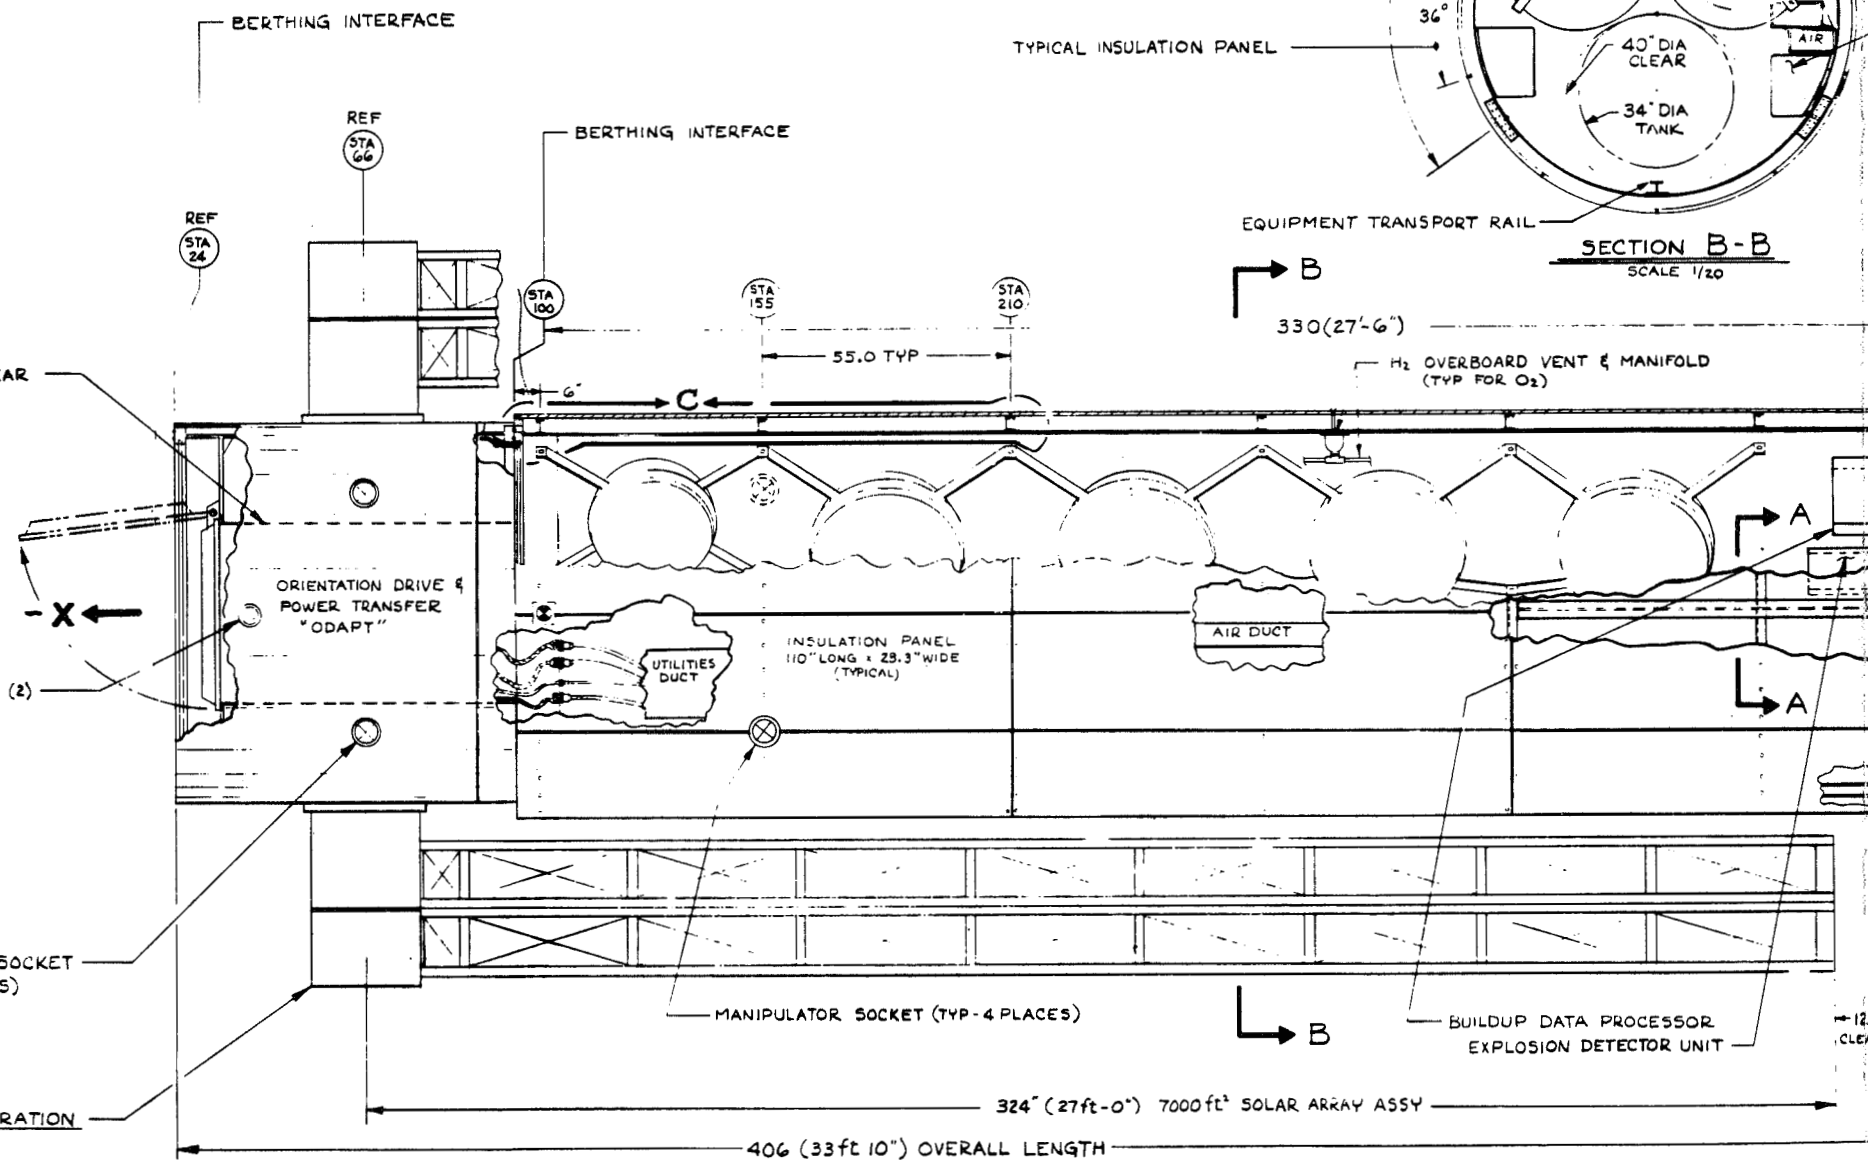 BERTHING INTERFACE
36°
TYPICAL INSULATION PANEL
40" DIA
CLEAR
AIR
34" DIA
TANK
REF
STA
66
BERTHING INTERFACE
REF
STA
24
EQUIPMENT TRANSPORT RAIL
SECTION B-B
SCALE 1/20
B
STA
100
STA
155
STA
210
330(27'-6")
55.0 TYP
H2 OVERBOARD VENT & MANIFOLD
(TYP FOR O2)
6"
C
A
ORIENTATION DRIVE &
POWER TRANSFER
"ODAPT"
-X
UTILITIES
DUCT
INSULATION PANEL
110" LONG x 28.3" WIDE
(TYPICAL)
AIR DUCT
(2)
A
SOCKET
MANIPULATOR SOCKET (TYP-4 PLACES)
B
BUILDUP DATA PROCESSOR
EXPLOSION DETECTOR UNIT
12
324" (27ft-0") 7000ft² SOLAR ARRAY ASSY
406 (33ft 10") OVERALL LENGTH